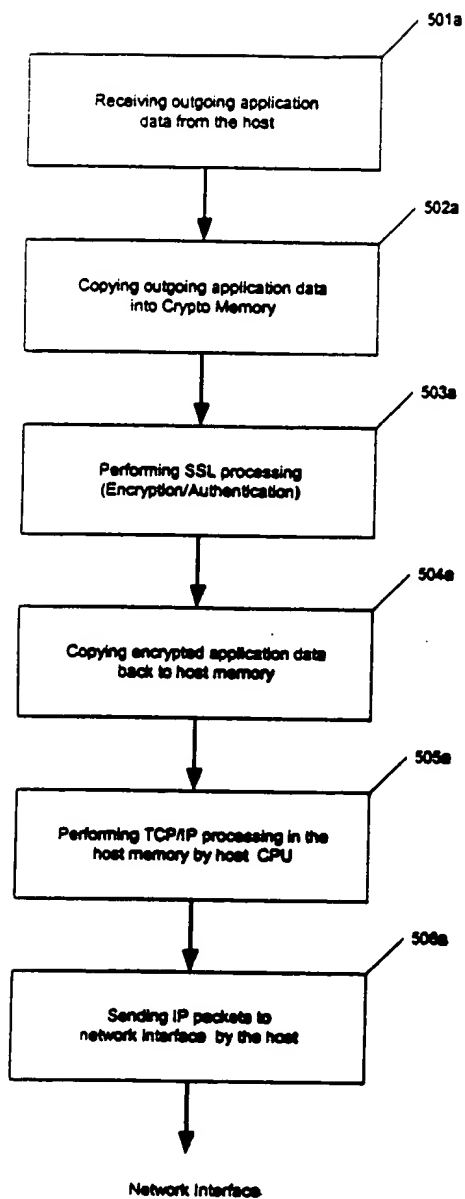 501a
Receiving outgoing application
data from the host
502a
Copying outgoing application data
into Crypto Memory
503a
Performing SSL processing
(Encryption/Authentication)
504a
Copying encrypted application data
back to host memory
505a
Performing TCP/IP processing in the
host memory by host CPU
506a
Sending IP packets to
network interface by the host
Network Interface